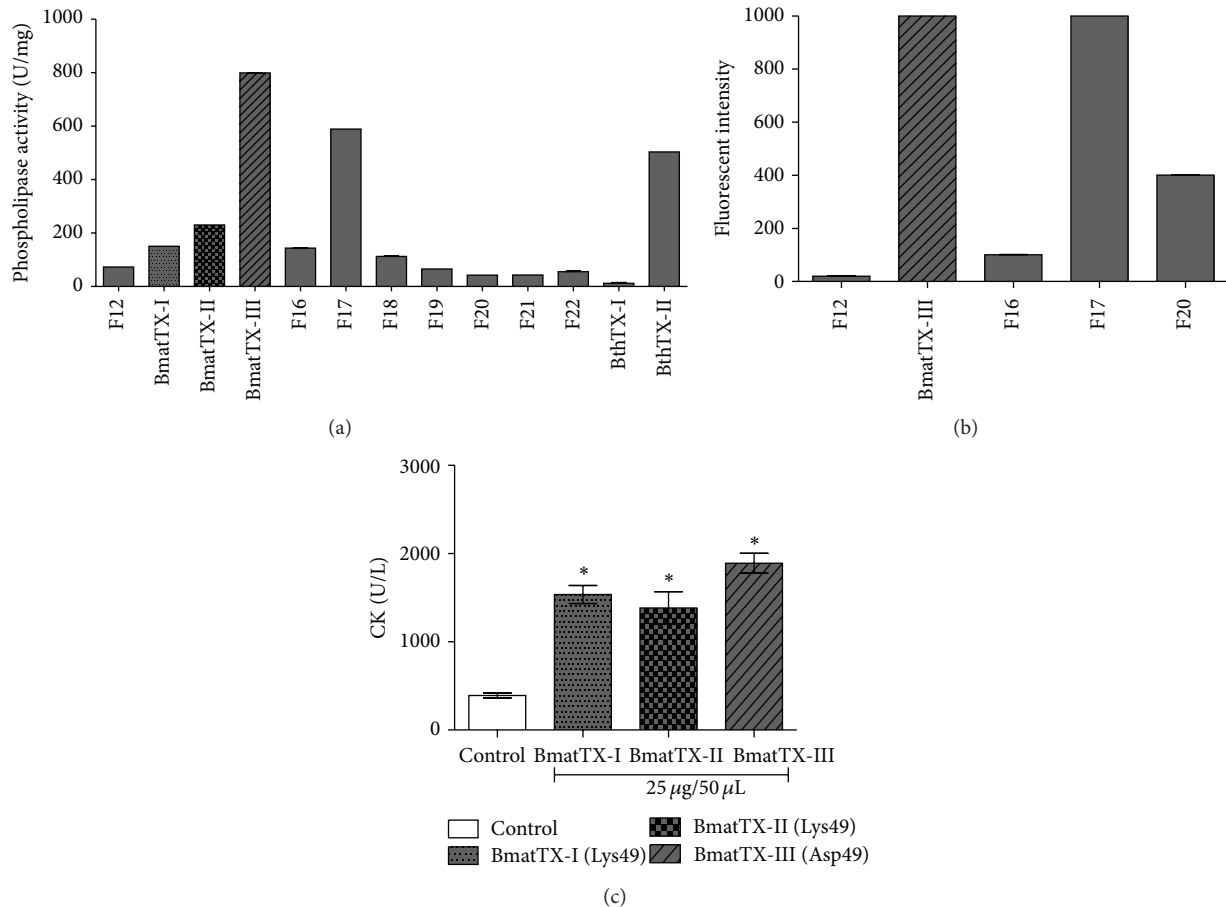 1000
800
600
400
200
0
Phospholipase activity (U/mg)
F12
BmatTX-I
BmatTX-II
BmatTX-III
F16
F17
F18
F19
F20
F21
F22
BthTX-I
BthTX-II
(a)
1000
800
600
400
200
0
Fluorescent intensity
F12
BmatTX-III
F16
F17
F20
(b)
3000
2000
1000
0
CK (U/L)
*
*
*
Control BmatTX-I BmatTX-II BmatTX-III
25 μg/50 μL
Control
BmatTX-I (Lys49)
BmatTX-II (Lys49)
BmatTX-III (Asp49)
(c)